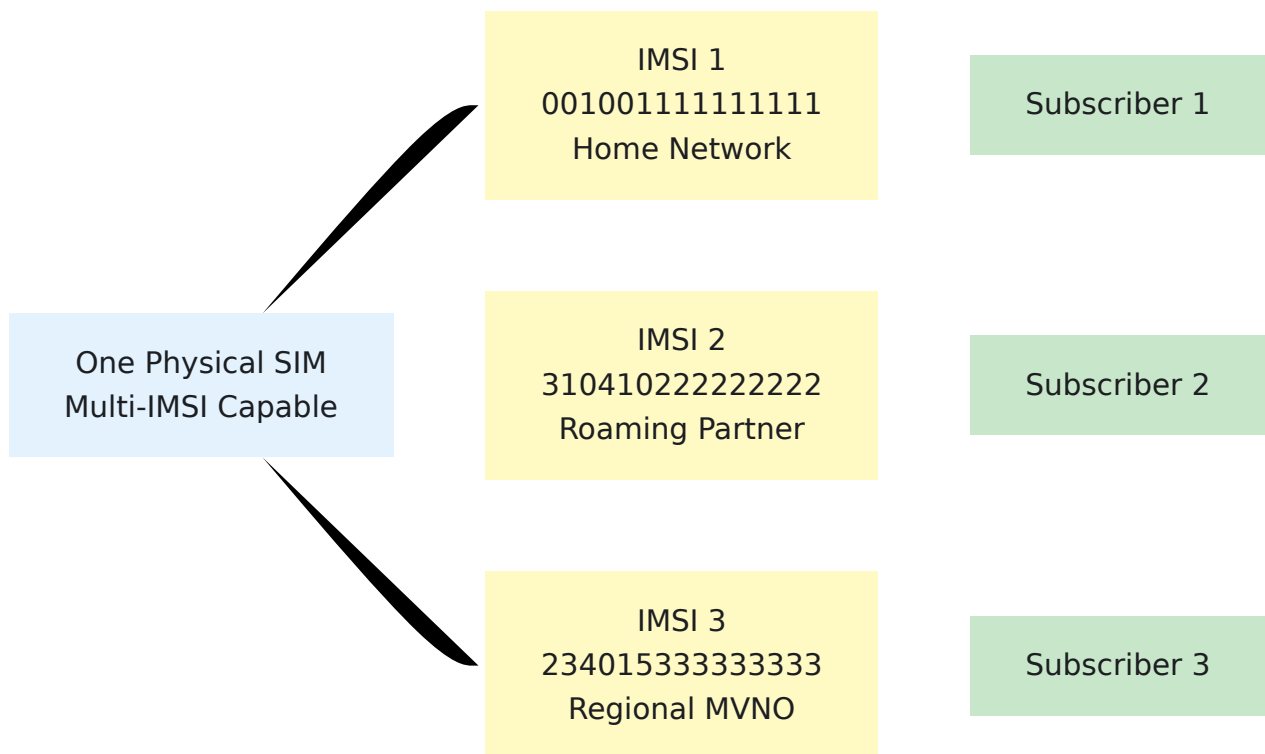 One Physical SIM
Multi-IMSI Capable
IMSI 1
001001111111111
Home Network
Subscriber 1
IMSI 2
310410222222222
Roaming Partner
Subscriber 2
IMSI 3
234015333333333
Regional MVNO
Subscriber 3